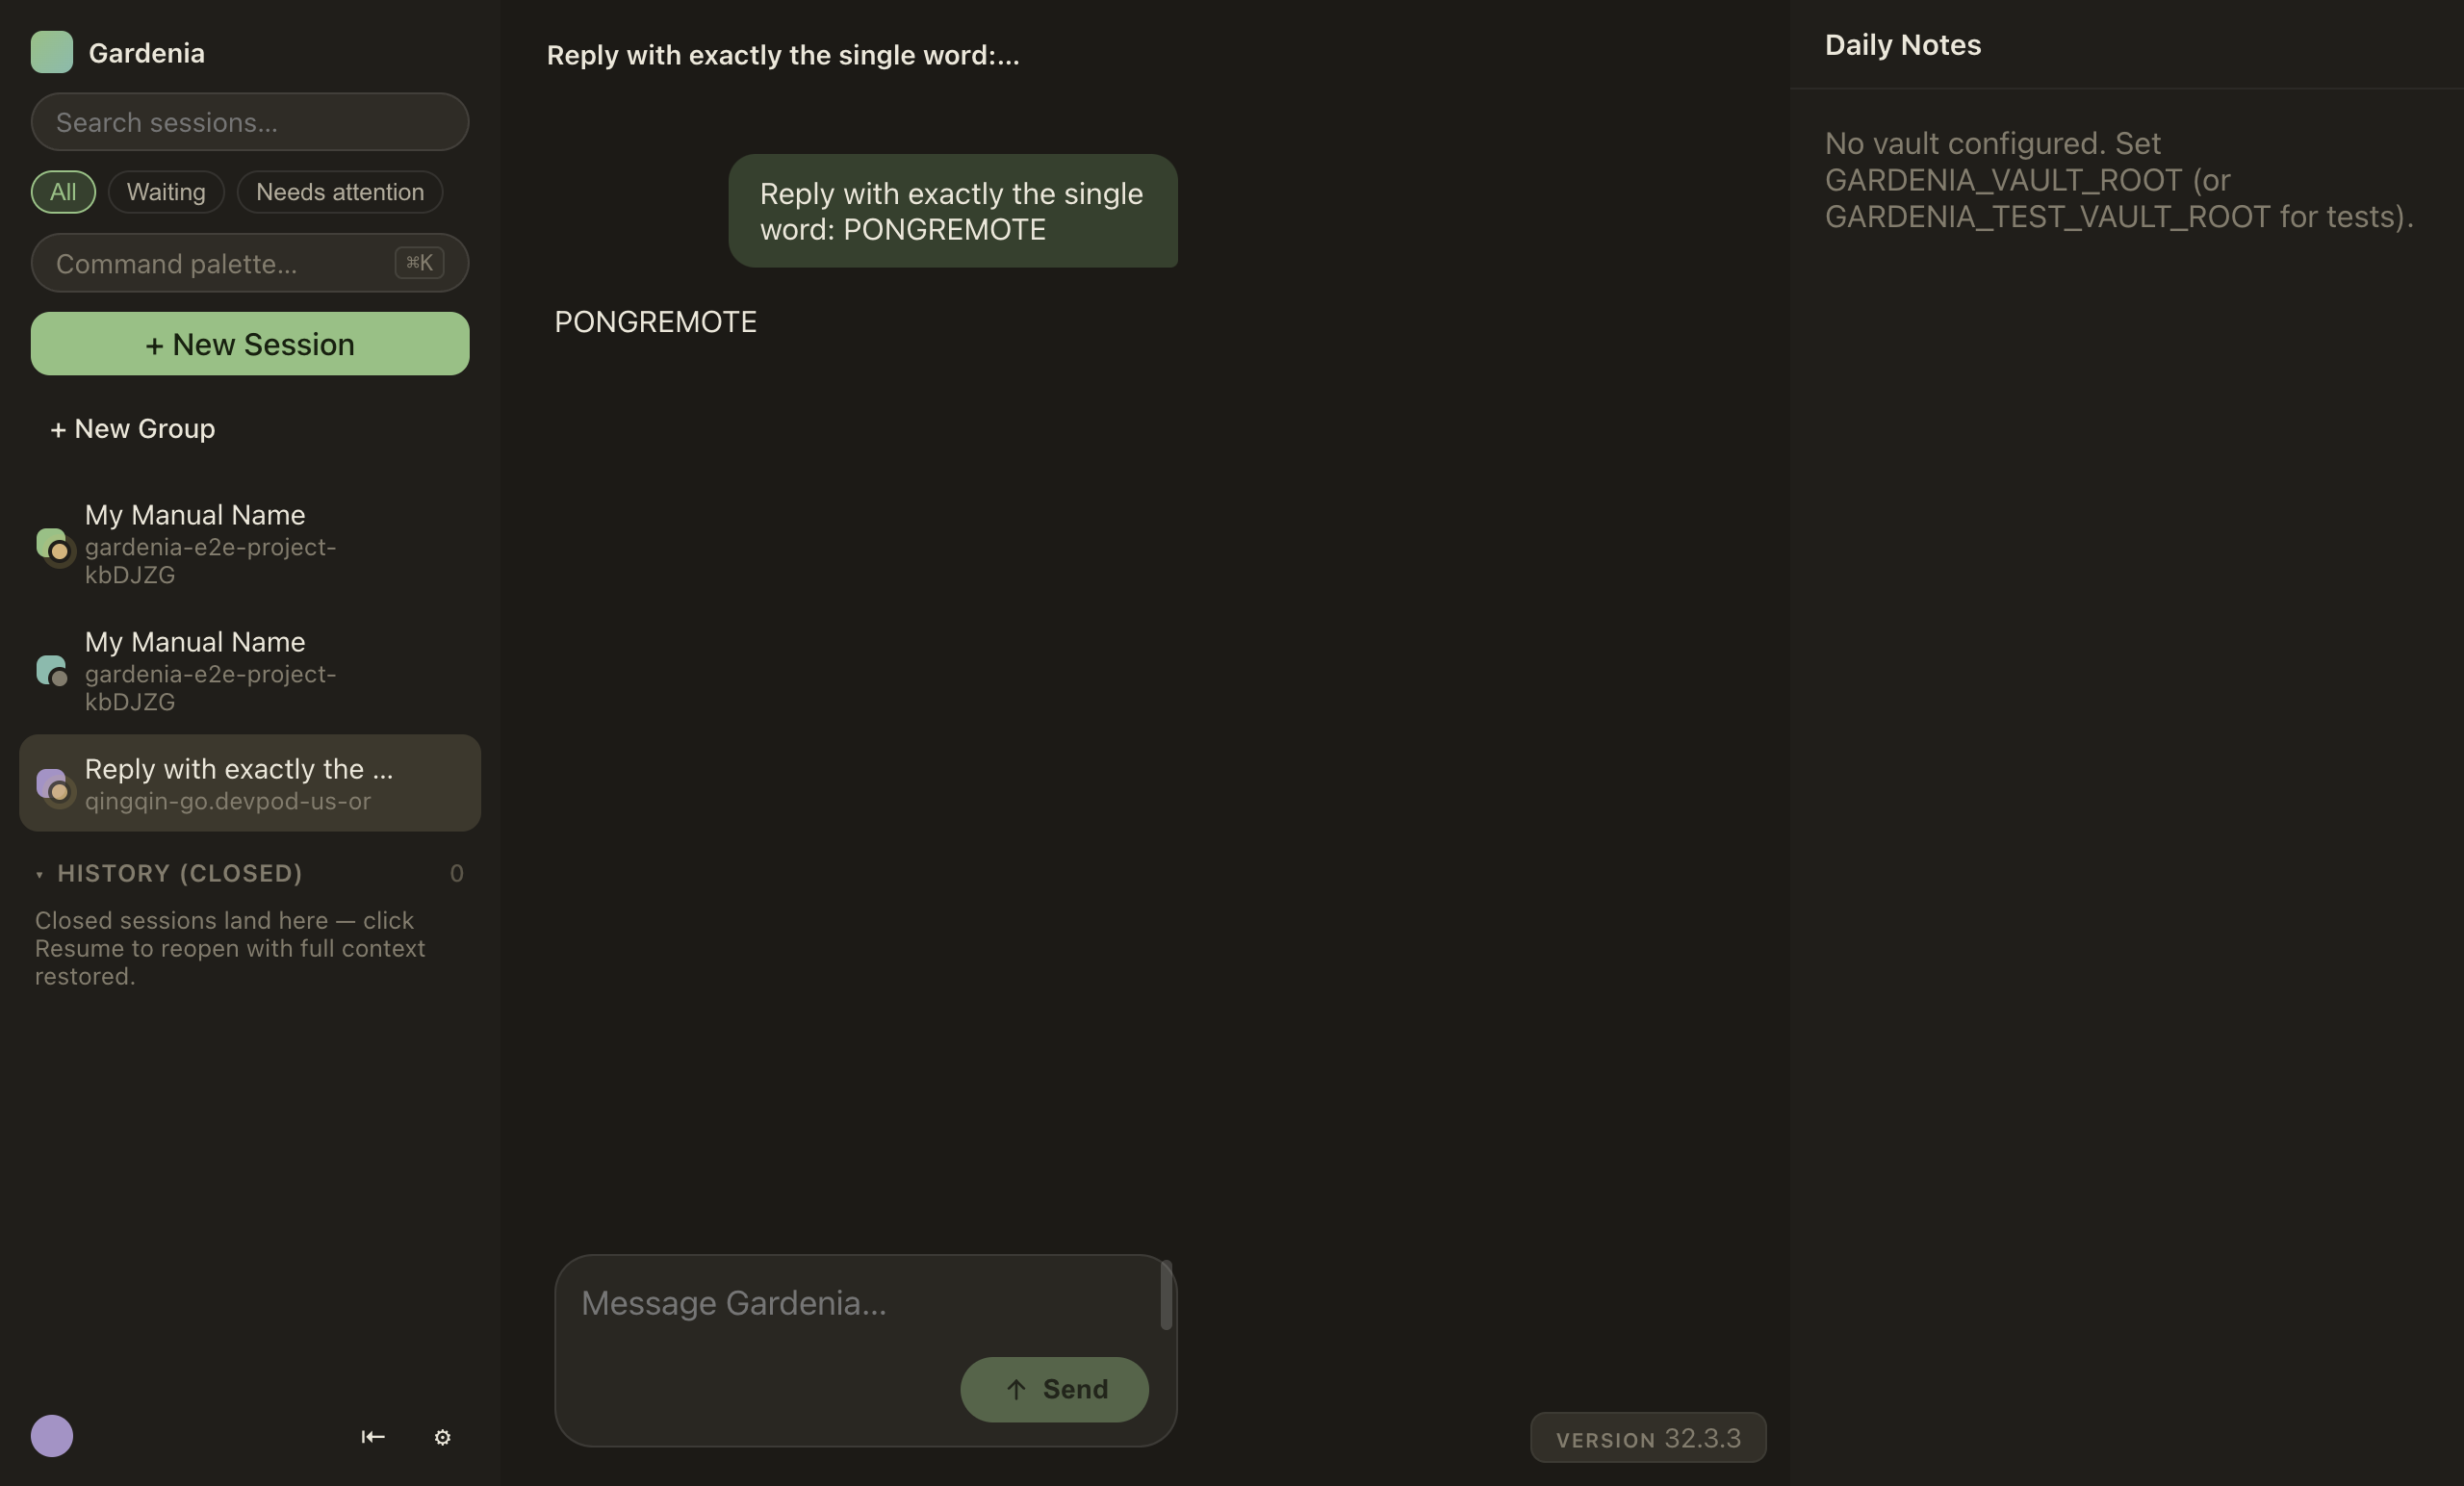 Gardenia
Search sessions...
All
Waiting
Needs attention
Command palette...
⌘K
+ New Session
+ New Group
My Manual Name
gardenia-e2e-project-
kbDJZG
My Manual Name
gardenia-e2e-project-
kbDJZG
Reply with exactly the ...
qingqin-go.devpod-us-or
HISTORY (CLOSED)
0
Closed sessions land here — click
Resume to reopen with full context
restored.
Reply with exactly the single word:...
Reply with exactly the single
word: PONGREMOTE
PONGREMOTE
Message Gardenia...
↑ Send
VERSION 32.3.3
Daily Notes
No vault configured. Set
GARDENIA_VAULT_ROOT (or
GARDENIA_TEST_VAULT_ROOT for tests).